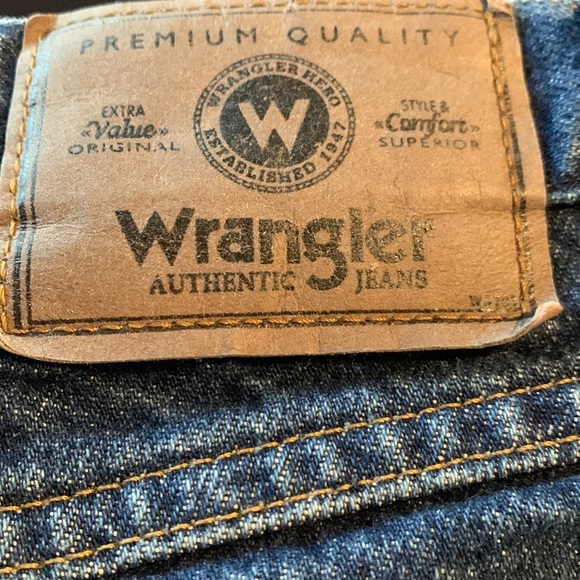 PREMIUM QUALITY
WRANGLER HERO
EXTRA
«Value»
ORIGINAL
W
STYLE &
«Comfort»
SUPERIOR
ESTABLISHED 1947
Wrangler
AUTHENTIC JEANS